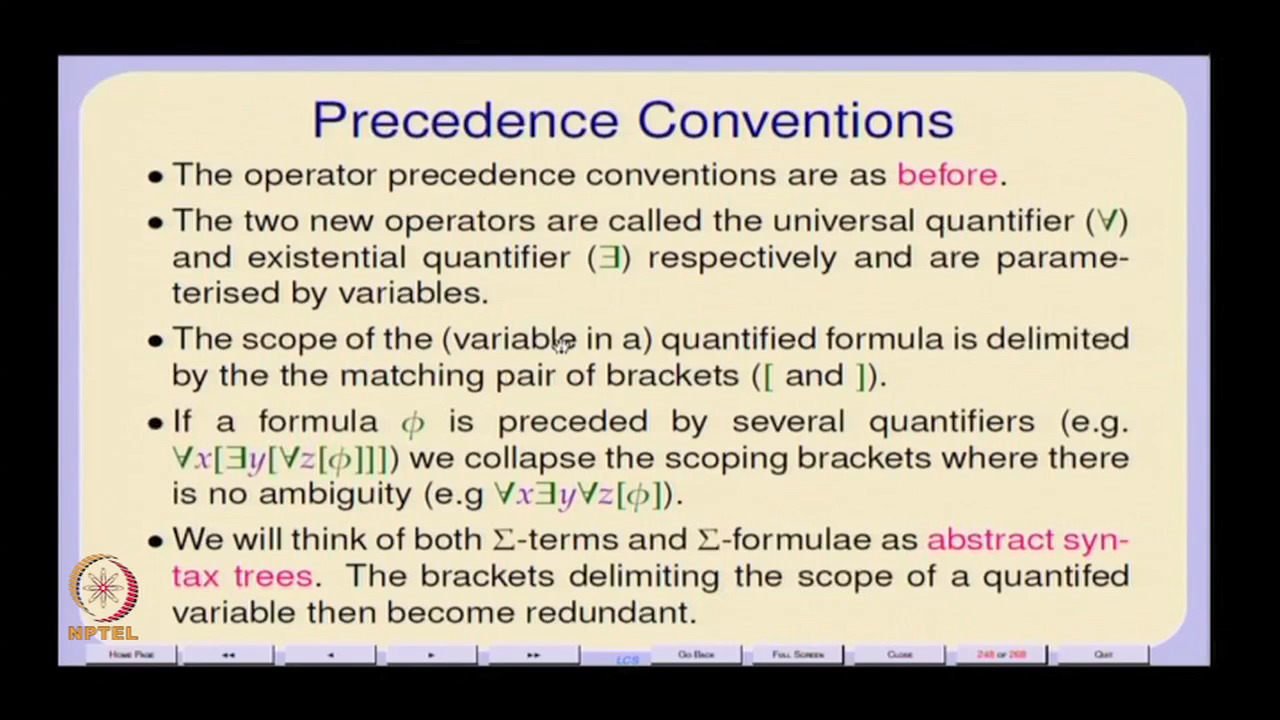 Precedence Conventions
• The operator precedence conventions are as before.
• The two new operators are called the universal quantifier (∀)
and existential quantifier (∃) respectively and are parame-
terised by variables.
• The scope of the (variable in a) quantified formula is delimited
by the the matching pair of brackets ([ and ]).
• If a formula ϕ is preceded by several quantifiers (e.g.
∀x[∃y[∀z[ϕ]]]) we collapse the scoping brackets where there
is no ambiguity (e.g ∀x∃y∀z[ϕ]).
• We will think of both Σ-terms and Σ-formulae as abstract syn-
tax trees. The brackets delimiting the scope of a quantifed
variable then become redundant.
NPTEL
HOME PAGE ◂◂ ◂ ▸ ▸▸ LCS GO BACK FULL SCREEN CLOSE 248 OF 268 QUIT